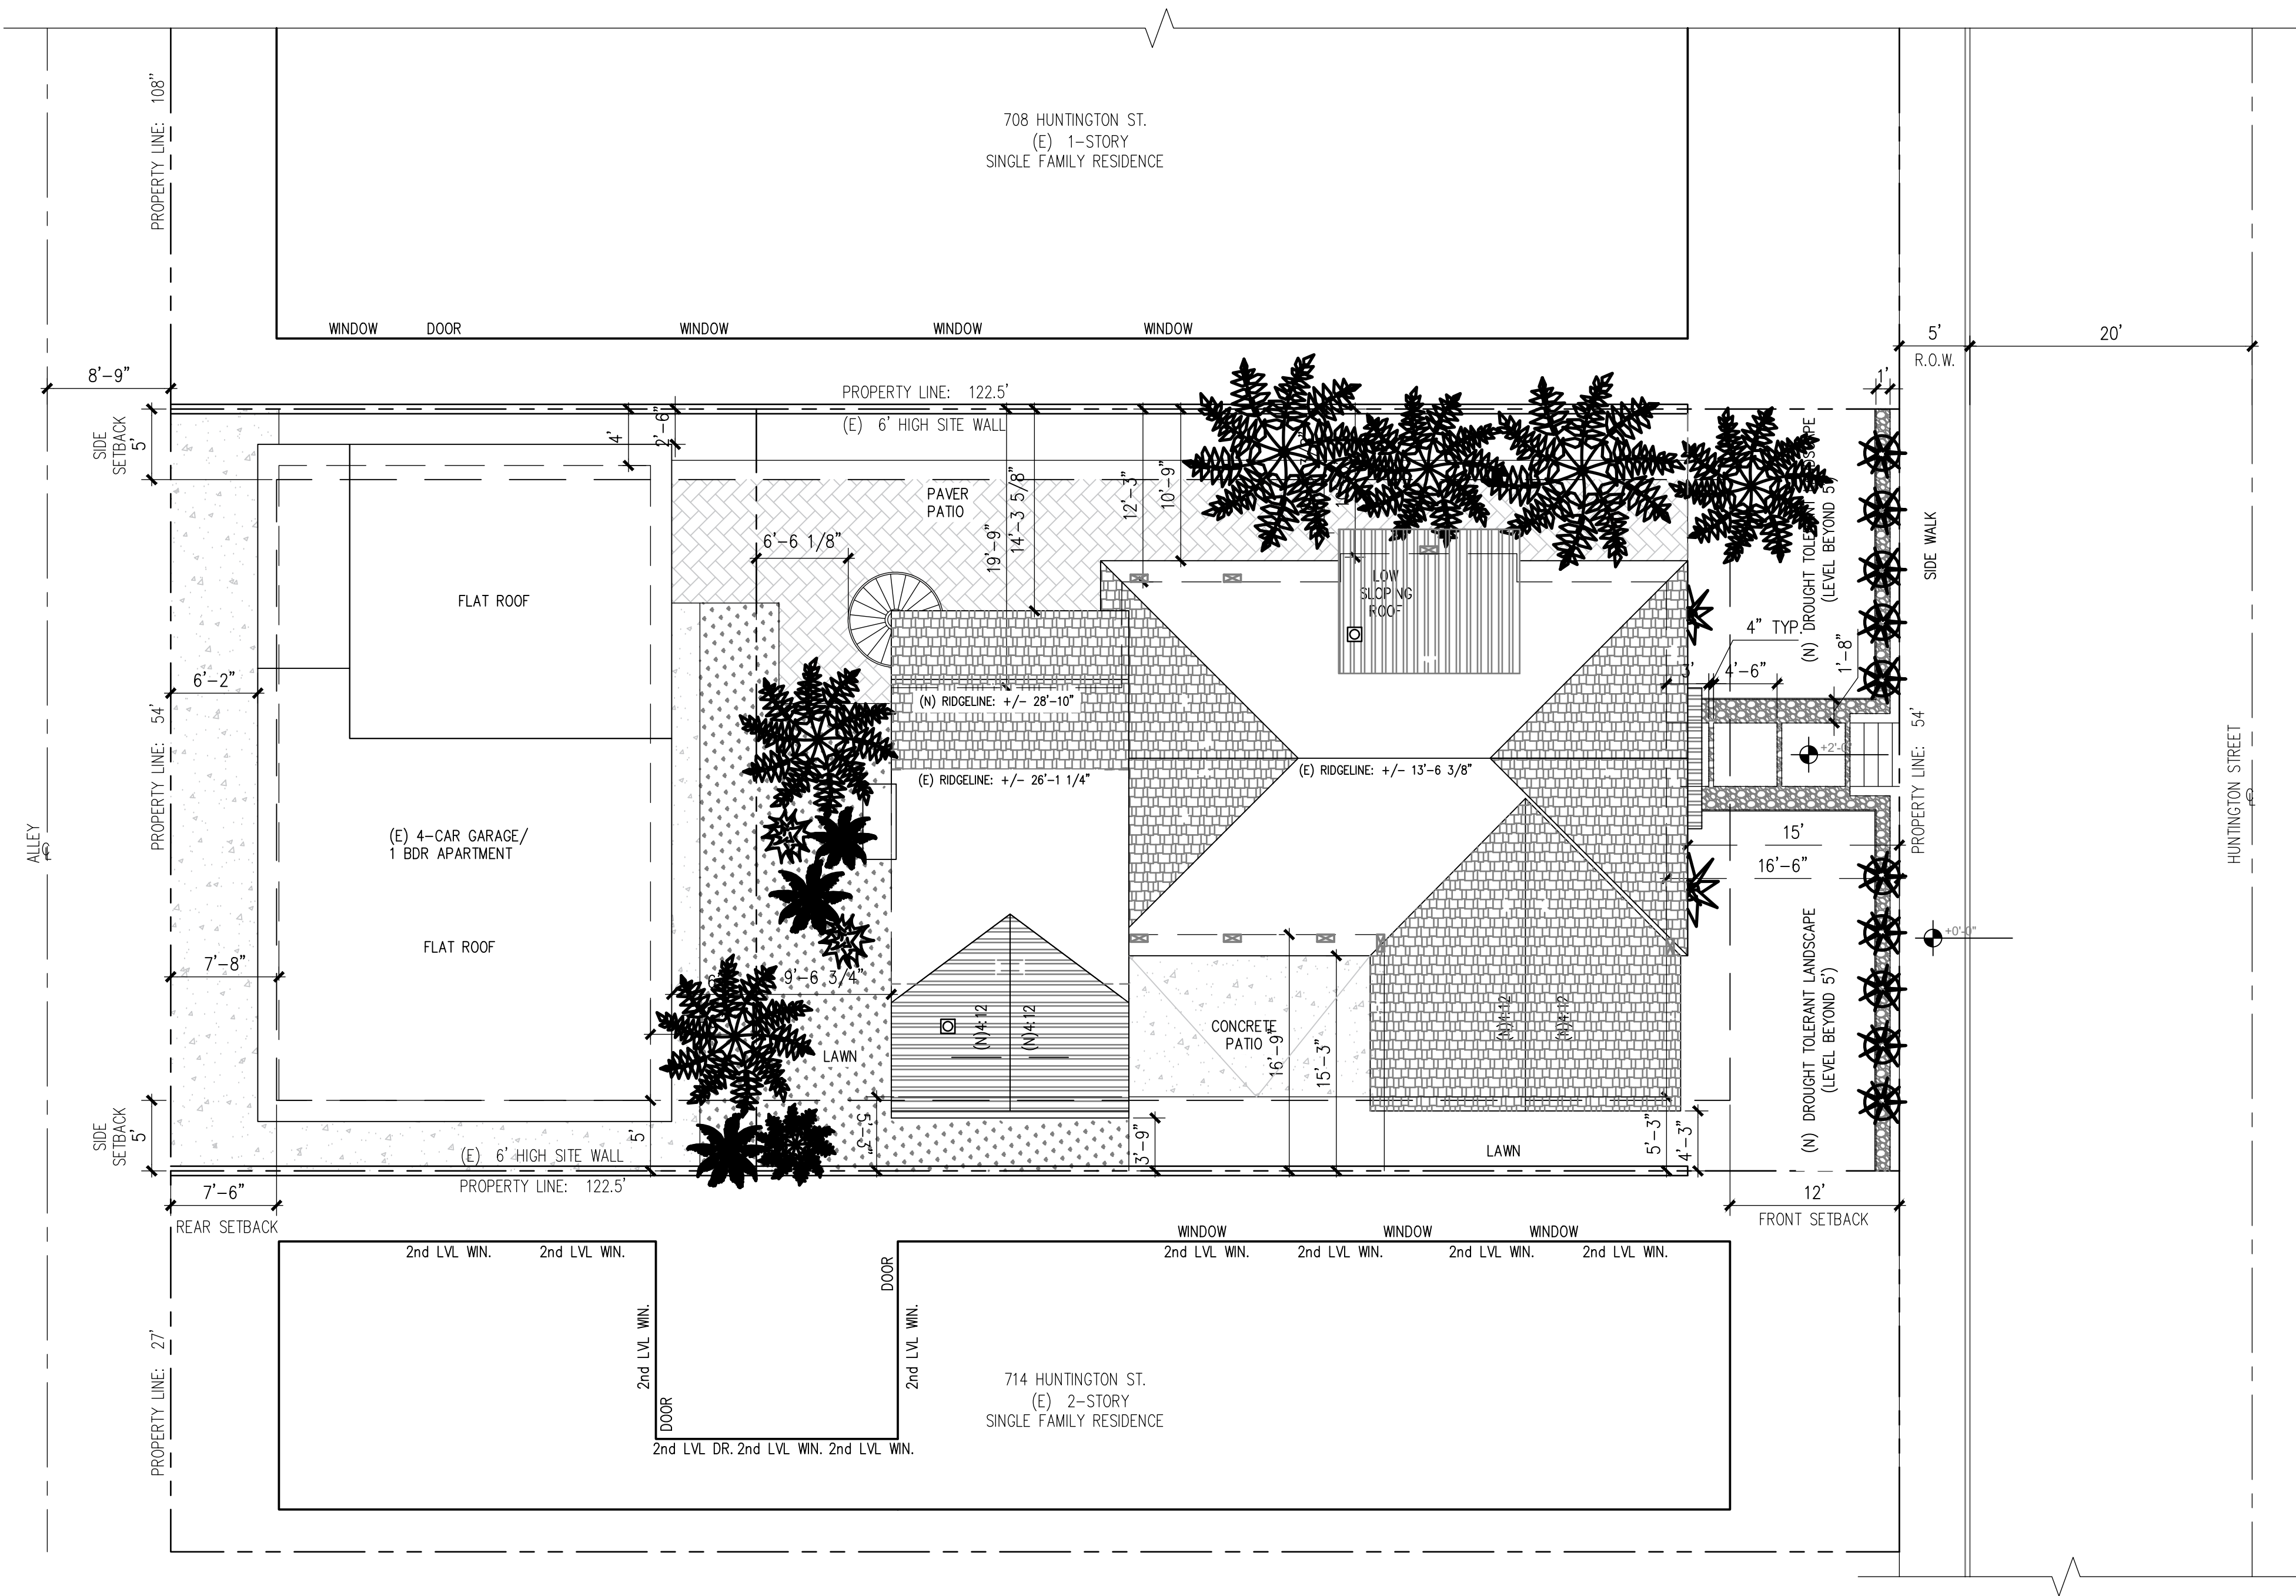 708 HUNTINGTON ST.
(E) 1-STORY
SINGLE FAMILY RESIDENCE
PROPERTY LINE: 108"
WINDOW
DOOR
WINDOW
WINDOW
WINDOW
5'
R.O.W.
20'
8'-9"
1'
PROPERTY LINE: 122.5'
(E) 6' HIGH SITE WALL
SIDE
SETBACK
5'
4'
2'-6"
PAVER
PATIO
19'-9"
14'-3 5/8"
12'-3"
10'-9"
6'-6 1/8"
FLAT ROOF
LOW
SLOPING
ROOF
(N) DROUGHT TOLERANT
(LEVEL BEYOND 5')
SIDE WALK
4" TYP.
1'-8"
3'
4'-6"
6'-2"
(N) RIDGELINE: +/- 28'-10"
(E) RIDGELINE: +/- 26'-1 1/4"
(E) RIDGELINE: +/- 13'-6 3/8"
+2'-0"
PROPERTY LINE: 54'
PROPERTY LINE: 54'
HUNTINGTON STREET
ALLEY
(E) 4-CAR GARAGE/
1 BDR APARTMENT
15'
16'-6"
FLAT ROOF
+0'-0"
7'-8"
9'-6 3/4"
(N)4:12
(N)4:12
(N)4:12
(N)4:12
CONCRETE
PATIO
16'-9"
15'-3"
LAWN
(N) DROUGHT TOLERANT LANDSCAPE
(LEVEL BEYOND 5')
SIDE
SETBACK
5'
5'
5'-3"
3'-9"
5'-3"
4'-3"
LAWN
(E) 6' HIGH SITE WALL
PROPERTY LINE: 122.5'
7'-6"
REAR SETBACK
12'
FRONT SETBACK
WINDOW
WINDOW
WINDOW
2nd LVL WIN.
2nd LVL WIN.
2nd LVL WIN.
2nd LVL WIN.
2nd LVL WIN.
2nd LVL WIN.
DOOR
2nd LVL WIN.
2nd LVL WIN.
DOOR
2nd LVL DR.
2nd LVL WIN.
2nd LVL WIN.
PROPERTY LINE: 27'
714 HUNTINGTON ST.
(E) 2-STORY
SINGLE FAMILY RESIDENCE